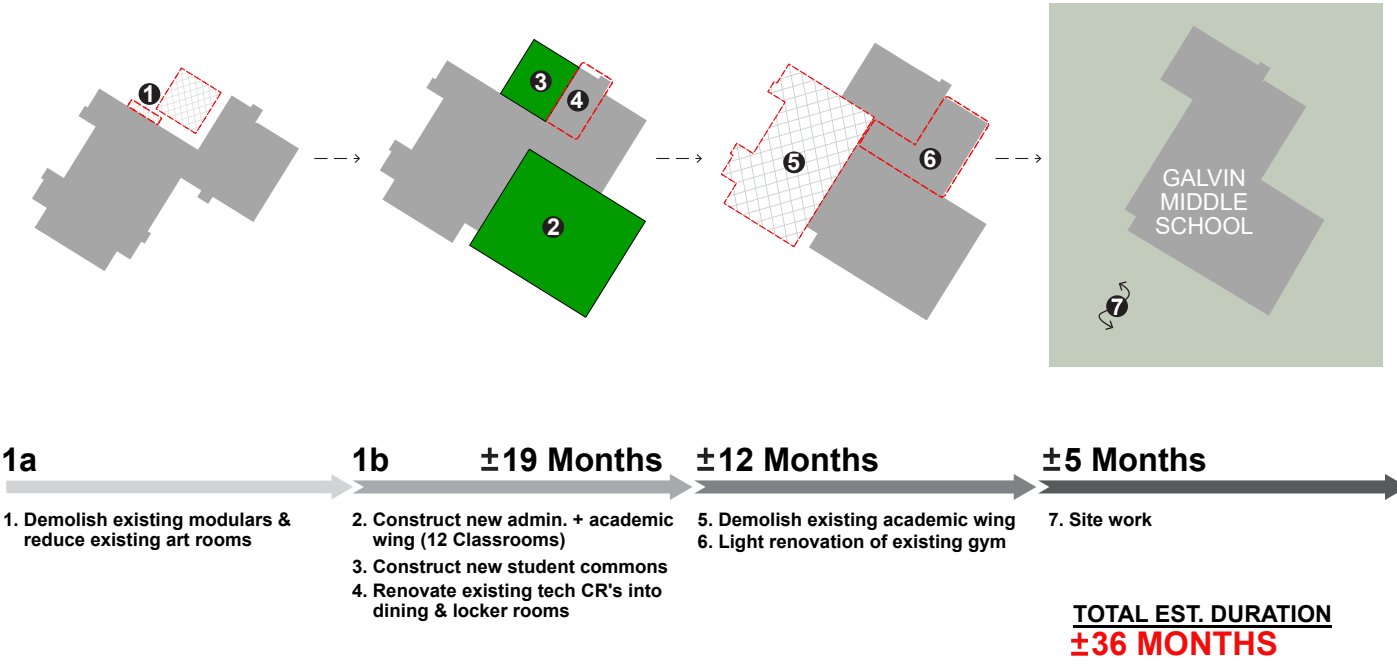 1
3
4
2
5
6
GALVIN
MIDDLE
SCHOOL
7
1a
1b ±19 Months
±12 Months
±5 Months
1. Demolish existing modulars &
reduce existing art rooms
2. Construct new admin. + academic
wing (12 Classrooms)
3. Construct new student commons
4. Renovate existing tech CR's into
dining & locker rooms
5. Demolish existing academic wing
6. Light renovation of existing gym
7. Site work
TOTAL EST. DURATION
±36 MONTHS